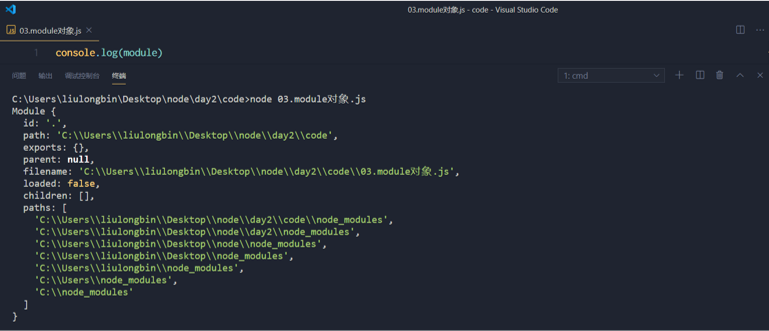 03.module对象.js - code - Visual Studio Code
JS 03.module对象.js ×
1 console.log(module)
问题 输出 调试控制台 终端 1: cmd
C:\Users\liulongbin\Desktop\node\day2\code>node 03.module对象.js
Module {
  id: '.',
  path: 'C:\\Users\\liulongbin\\Desktop\\node\\day2\\code',
  exports: {},
  parent: null,
  filename: 'C:\\Users\\liulongbin\\Desktop\\node\\day2\\code\\03.module对象.js',
  loaded: false,
  children: [],
  paths: [
    'C:\\Users\\liulongbin\\Desktop\\node\\day2\\code\\node_modules',
    'C:\\Users\\liulongbin\\Desktop\\node\\day2\\node_modules',
    'C:\\Users\\liulongbin\\Desktop\\node\\node_modules',
    'C:\\Users\\liulongbin\\Desktop\\node_modules',
    'C:\\Users\\liulongbin\\node_modules',
    'C:\\Users\\node_modules',
    'C:\\node_modules'
  ]
}